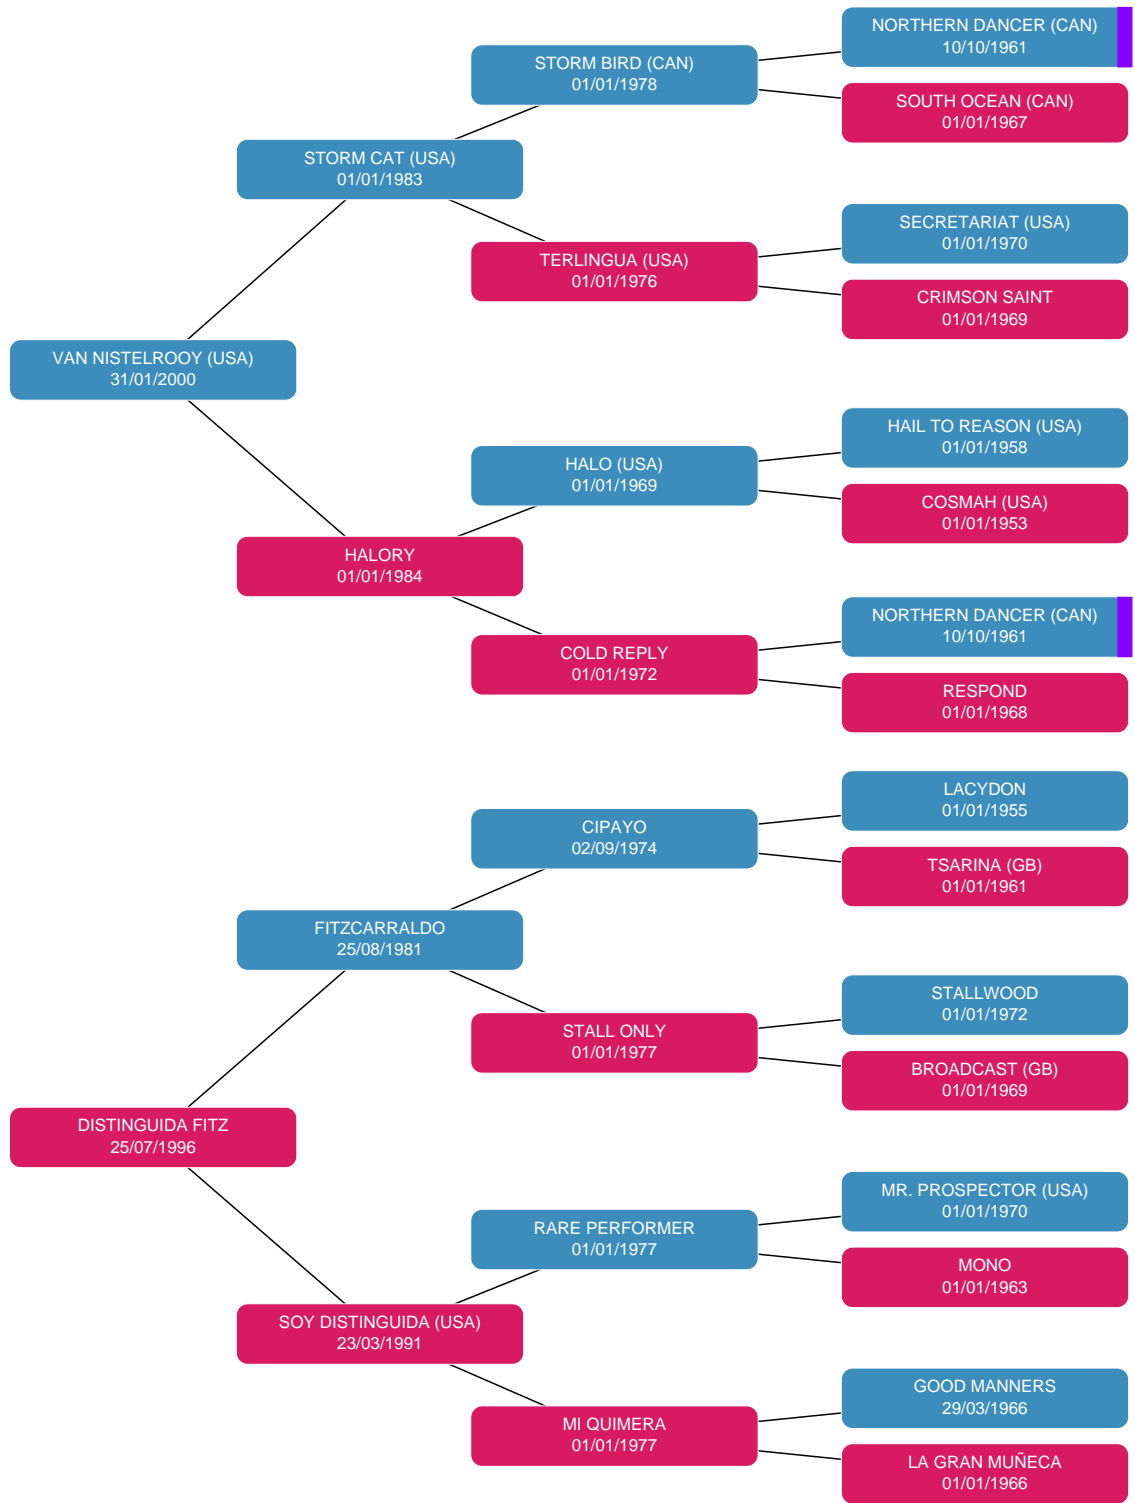 NORTHERN DANCER (CAN)
10/10/1961
STORM BIRD (CAN)
01/01/1978
SOUTH OCEAN (CAN)
01/01/1967
STORM CAT (USA)
01/01/1983
SECRETARIAT (USA)
01/01/1970
TERLINGUA (USA)
01/01/1976
CRIMSON SAINT
01/01/1969
VAN NISTELROOY (USA)
31/01/2000
HAIL TO REASON (USA)
01/01/1958
HALO (USA)
01/01/1969
COSMAH (USA)
01/01/1953
HALORY
01/01/1984
NORTHERN DANCER (CAN)
10/10/1961
COLD REPLY
01/01/1972
RESPOND
01/01/1968
LACYDON
01/01/1955
CIPAYO
02/09/1974
TSARINA (GB)
01/01/1961
FITZCARRALDO
25/08/1981
STALLWOOD
01/01/1972
STALL ONLY
01/01/1977
BROADCAST (GB)
01/01/1969
DISTINGUIDA FITZ
25/07/1996
MR. PROSPECTOR (USA)
01/01/1970
RARE PERFORMER
01/01/1977
MONO
01/01/1963
SOY DISTINGUIDA (USA)
23/03/1991
GOOD MANNERS
29/03/1966
MI QUIMERA
01/01/1977
LA GRAN MUÑECA
01/01/1966